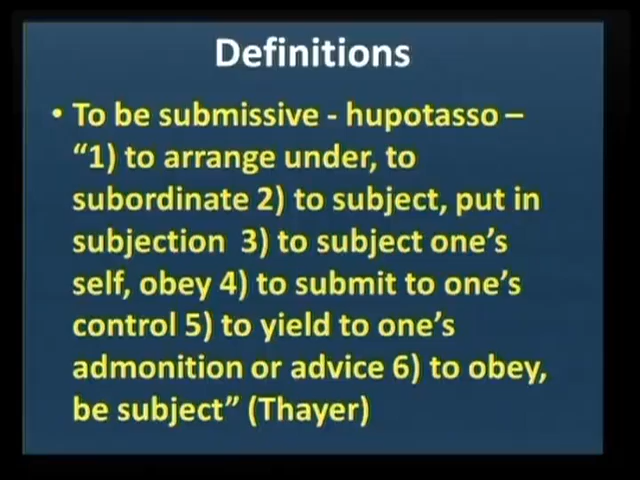 Definitions
• To be submissive - hupotasso –
“1) to arrange under, to
subordinate 2) to subject, put in
subjection  3) to subject one’s
self, obey 4) to submit to one’s
control 5) to yield to one’s
admonition or advice 6) to obey,
be subject” (Thayer)